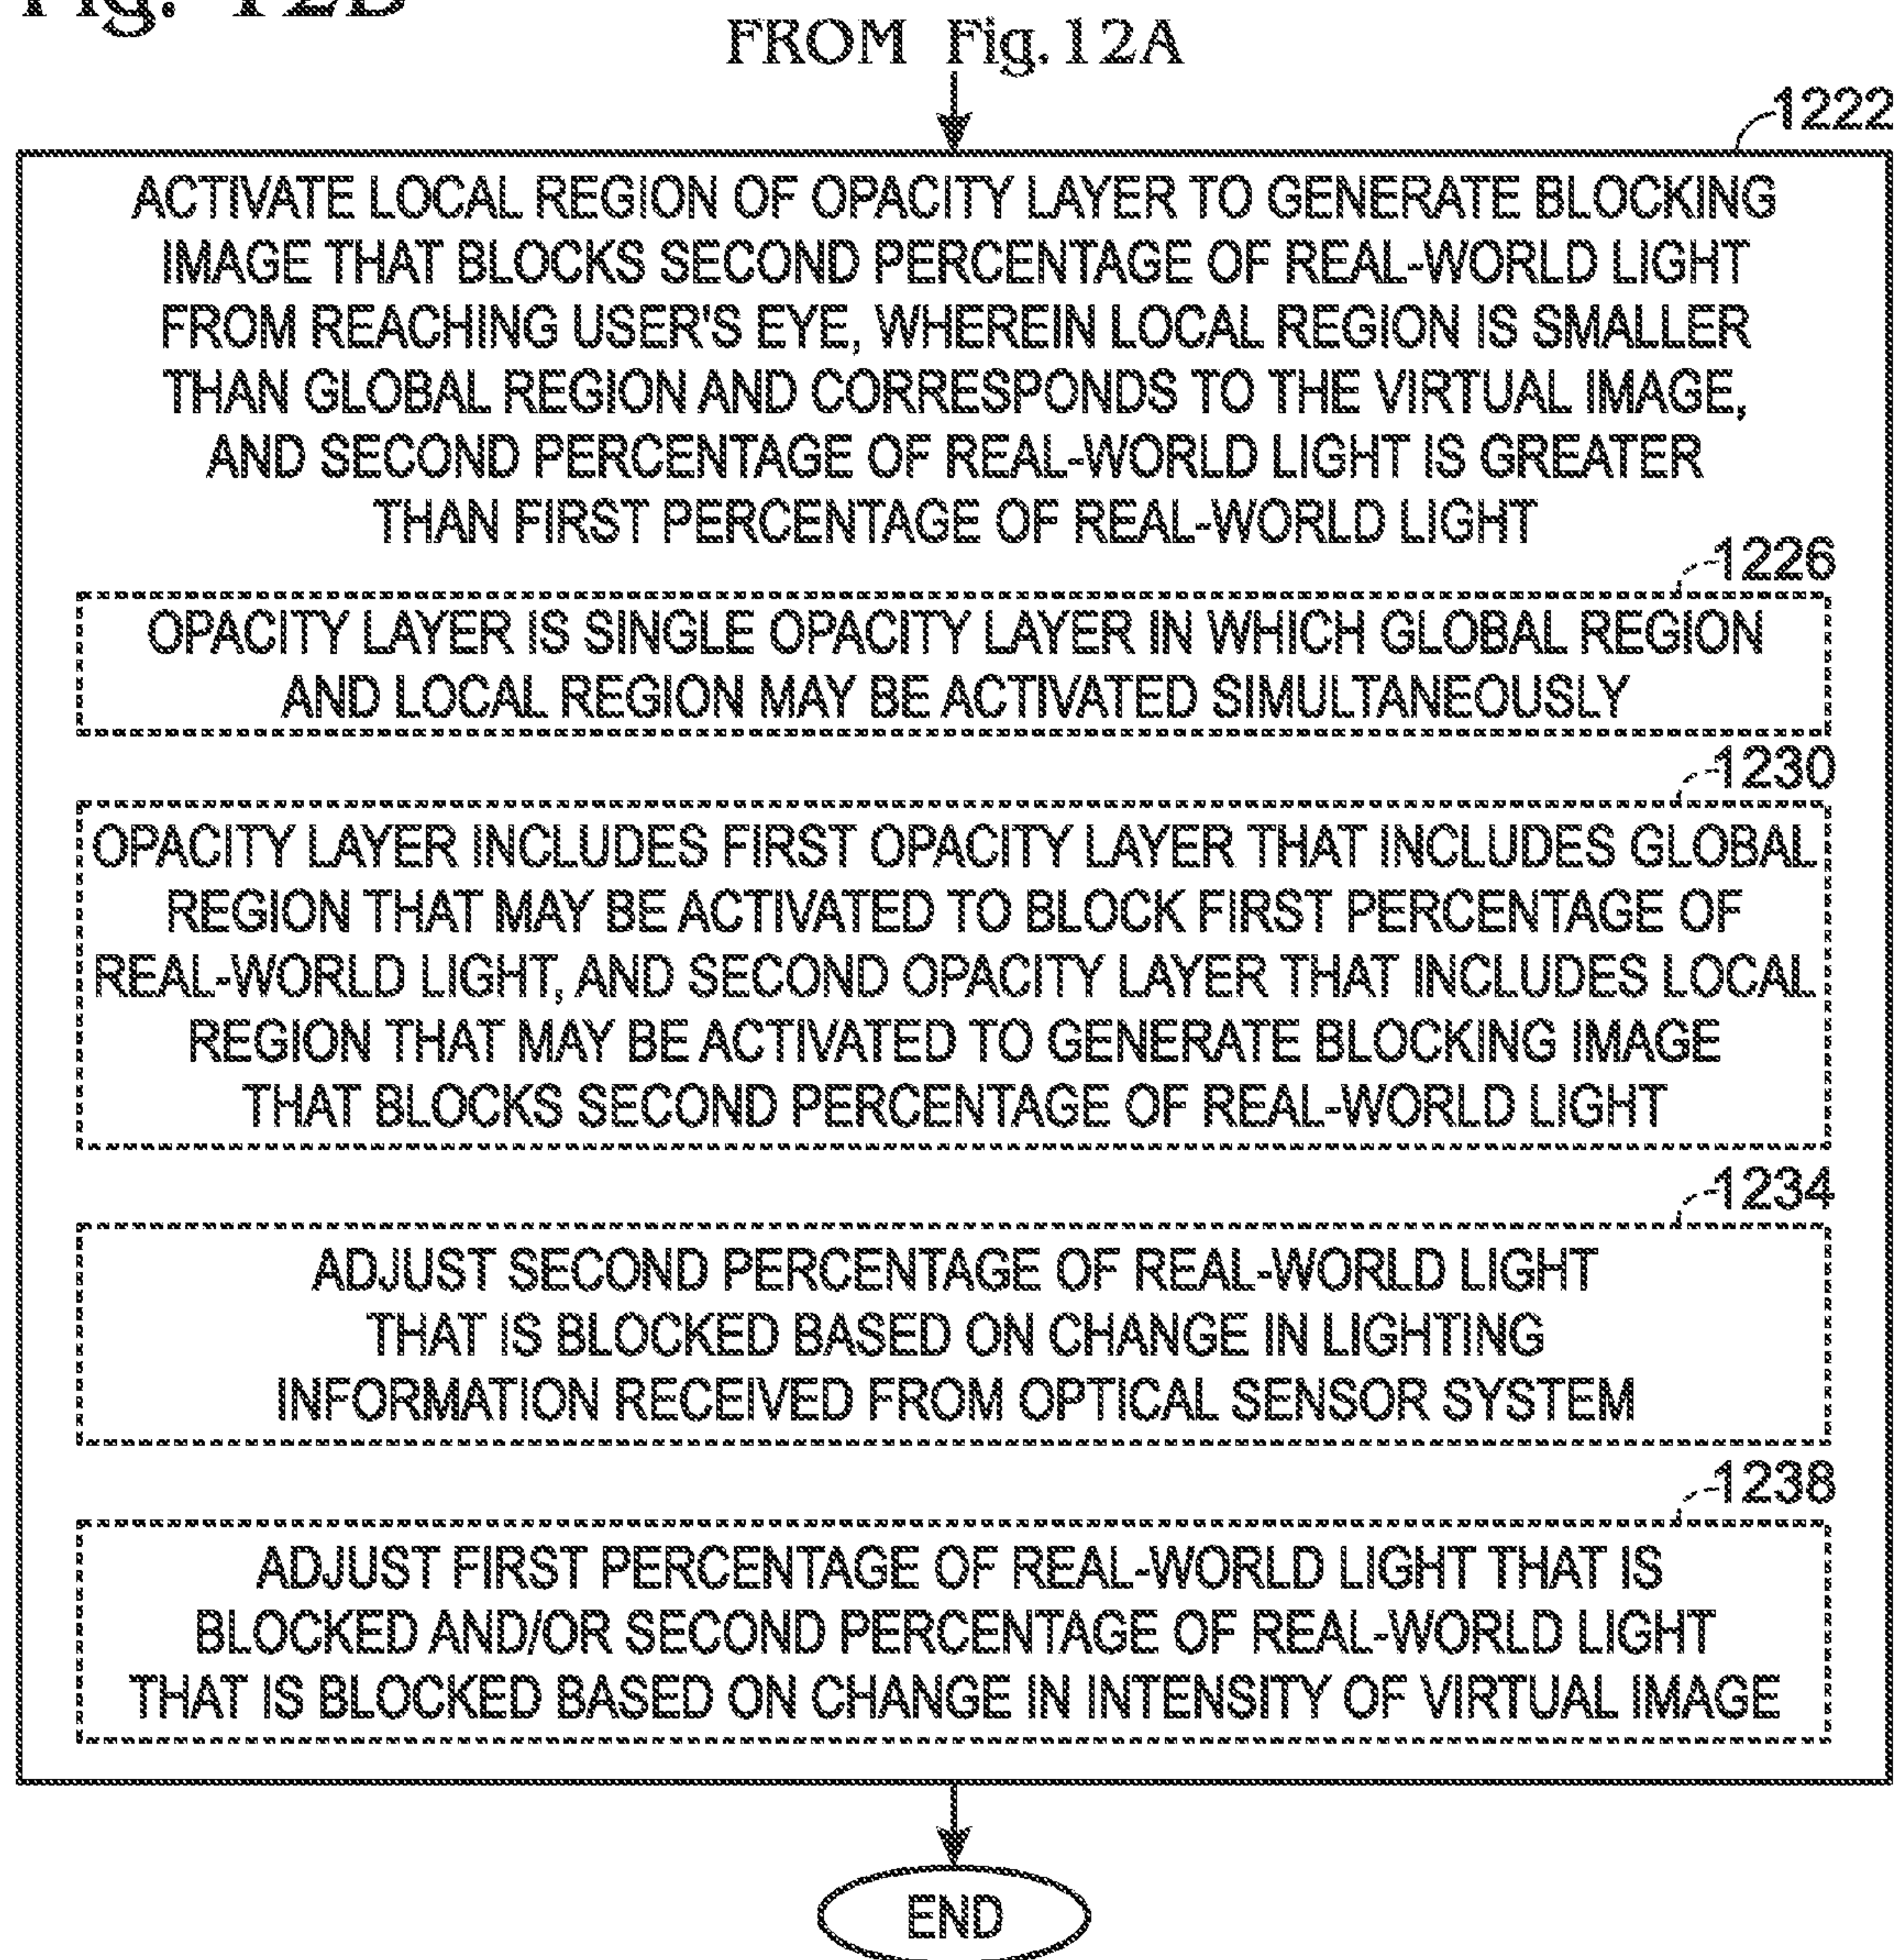 Fig. 12B
FROM Fig. 12A
1222
ACTIVATE LOCAL REGION OF OPACITY LAYER TO GENERATE BLOCKING
IMAGE THAT BLOCKS SECOND PERCENTAGE OF REAL-WORLD LIGHT
FROM REACHING USER'S EYE, WHEREIN LOCAL REGION IS SMALLER
THAN GLOBAL REGION AND CORRESPONDS TO THE VIRTUAL IMAGE,
AND SECOND PERCENTAGE OF REAL-WORLD LIGHT IS GREATER
THAN FIRST PERCENTAGE OF REAL-WORLD LIGHT
1226
OPACITY LAYER IS SINGLE OPACITY LAYER IN WHICH GLOBAL REGION
AND LOCAL REGION MAY BE ACTIVATED SIMULTANEOUSLY
1230
OPACITY LAYER INCLUDES FIRST OPACITY LAYER THAT INCLUDES GLOBAL
REGION THAT MAY BE ACTIVATED TO BLOCK FIRST PERCENTAGE OF
REAL-WORLD LIGHT, AND SECOND OPACITY LAYER THAT INCLUDES LOCAL
REGION THAT MAY BE ACTIVATED TO GENERATE BLOCKING IMAGE
THAT BLOCKS SECOND PERCENTAGE OF REAL-WORLD LIGHT
1234
ADJUST SECOND PERCENTAGE OF REAL-WORLD LIGHT
THAT IS BLOCKED BASED ON CHANGE IN LIGHTING
INFORMATION RECEIVED FROM OPTICAL SENSOR SYSTEM
1238
ADJUST FIRST PERCENTAGE OF REAL-WORLD LIGHT THAT IS
BLOCKED AND/OR SECOND PERCENTAGE OF REAL-WORLD LIGHT
THAT IS BLOCKED BASED ON CHANGE IN INTENSITY OF VIRTUAL IMAGE
END